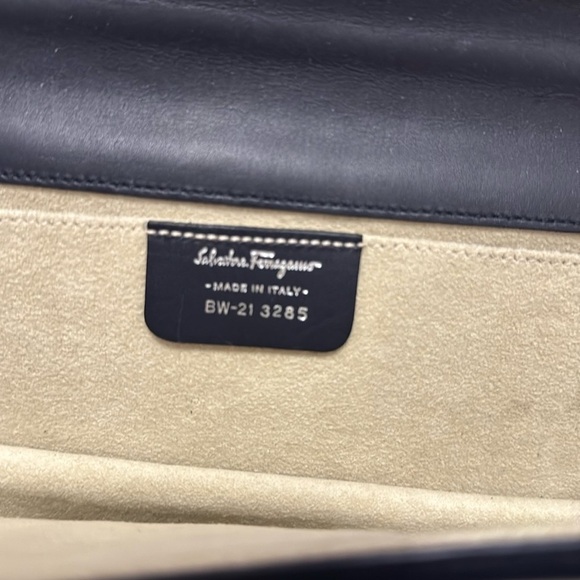 Salvatore Ferragamo
- MADE IN ITALY -
BW-21 3285